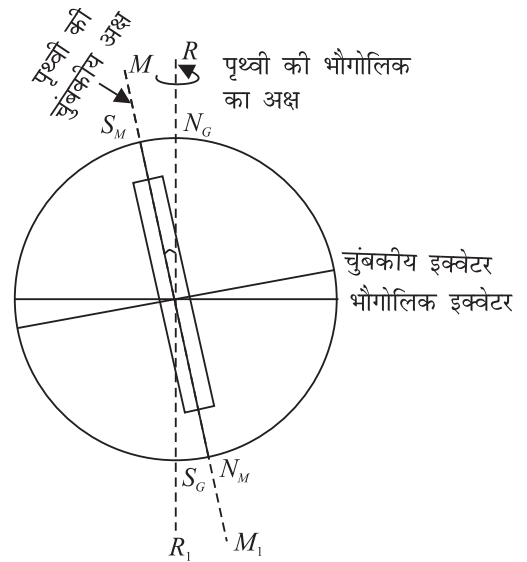 पृथ्वी की
चुंबकीय अक्ष
M
R
पृथ्वी की भौगोलिक
का अक्ष
S_M
N_G
चुंबकीय इक्वेटर
भौगोलिक इक्वेटर
S_G
N_M
R_1
M_1